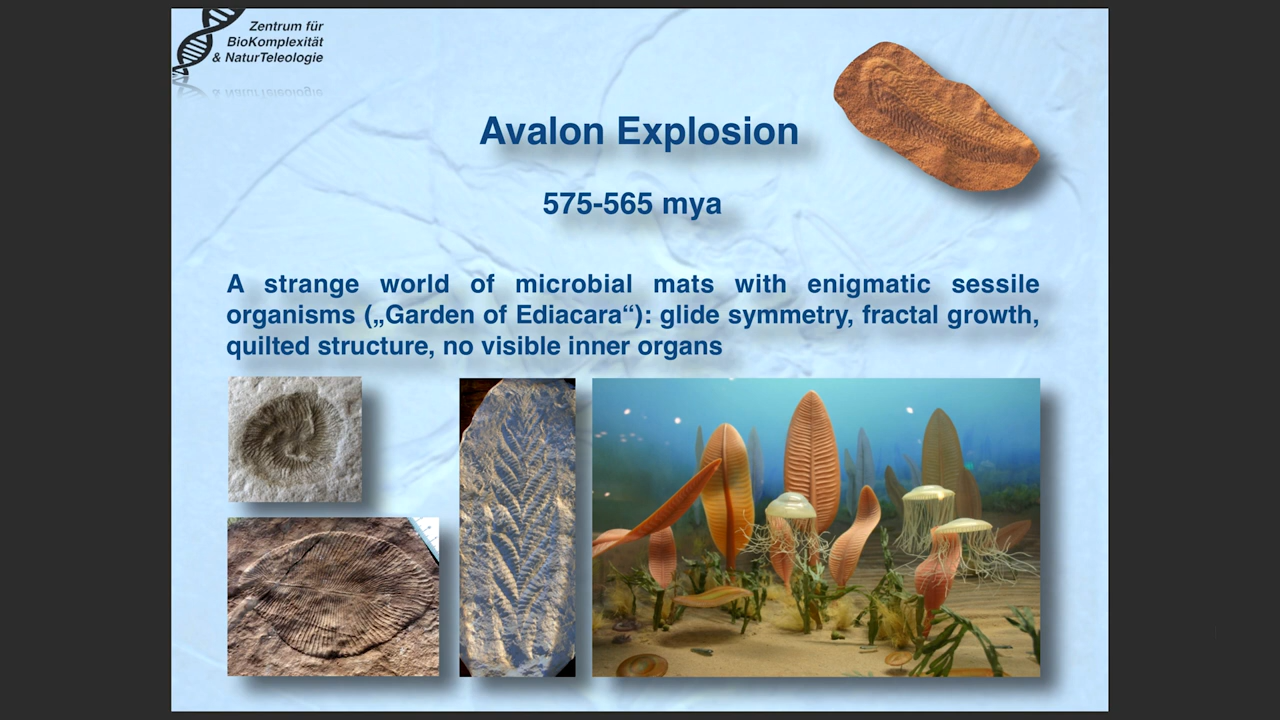 Zentrum für
BioKomplexität
& NaturTeleologie
Avalon Explosion
575-565 mya
A strange world of microbial mats with enigmatic sessile
organisms („Garden of Ediacara“): glide symmetry, fractal growth,
quilted structure, no visible inner organs